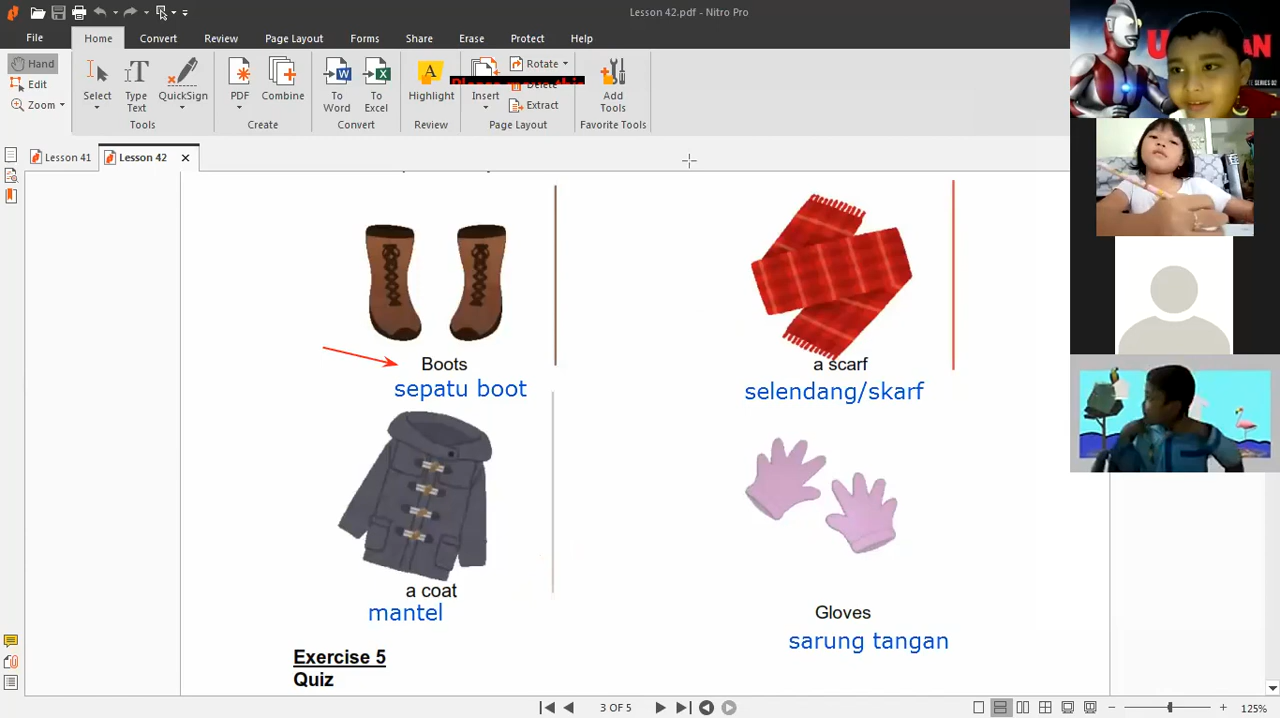 Lesson 42.pdf - Nitro Pro
File Home Convert Review Page Layout Forms Share Erase Protect Help
Hand
Edit
Zoom
Select
Type Text
QuickSign
PDF
Combine
To Word
To Excel
Highlight
Insert
Rotate
Delete
Extract
Add Tools
Tools Create Convert Review Page Layout Favorite Tools
Lesson 41 Lesson 42
Boots a scarf
sepatu boot selendang/skarf
a coat Gloves
mantel sarung tangan
Exercise 5
Quiz
3 OF 5
125%